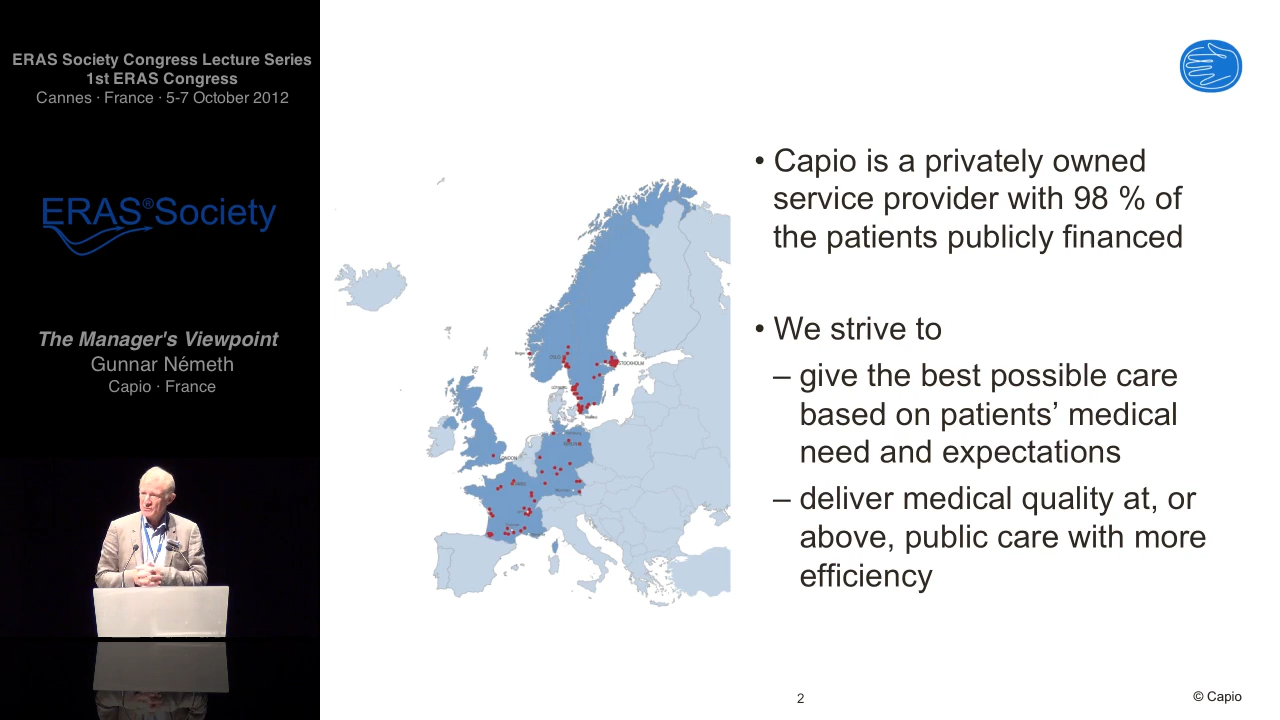 ERAS Society Congress Lecture Series
1st ERAS Congress
Cannes · France · 5-7 October 2012
ERAS®Society
The Manager's Viewpoint
Gunnar Németh
Capio · France
• Capio is a privately owned
service provider with 98 % of
the patients publicly financed
• We strive to
– give the best possible care
based on patients’ medical
need and expectations
– deliver medical quality at, or
above, public care with more
efficiency
STOCKHOLM
LONDON
2
© Capio